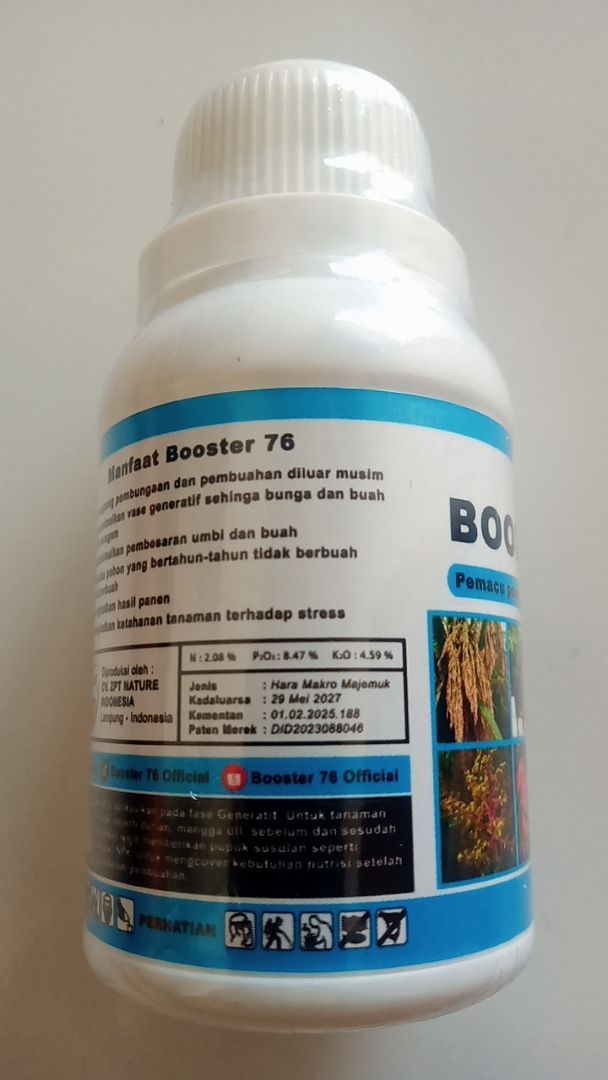 Manfaat Booster 76
pembungaan dan pembuahan diluar musim
vase generatif sehinga bunga dan buah
pembesaran umbi dan buah
pohon yang bertahun-tahun tidak berbuah
hasil panen
ketahanan tanaman terhadap stress
N : 2.08 % P₂O₅ : 8.47 % K₂O : 4.59 %
Diproduksi oleh :
CV. ZPT NATURE
INDONESIA
Lampung - Indonesia
Jenis : Hara Makro Majemuk
Kadaluarsa : 29 Mei 2027
Kementan : 01.02.2025.188
Paten Merek : DID2023088046
Booster 76 Official Booster 76 Official
pada fase Generatif. Untuk tanaman
seperti durian, mangga dll, sebelum dan sesudah
memberikan pupuk susulan seperti
untuk mengcover kebutuhan nutrisi setelah
pembuahan.
PERHATIAN
BOO
Pemacu